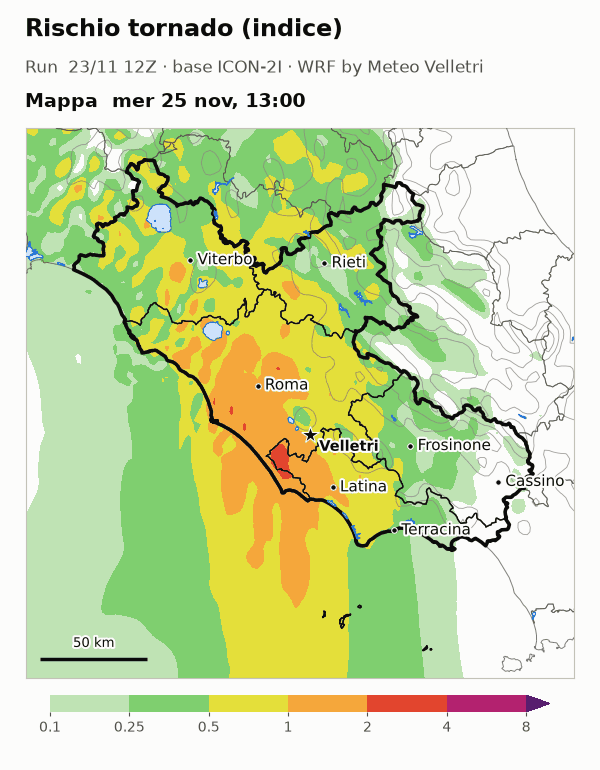 Rischio tornado (indice)
Run  23/11 12Z · base ICON-2I · WRF by Meteo Velletri
Mappa  mer 25 nov, 13:00
Viterbo
Rieti
Roma
Velletri
Frosinone
Cassino
Latina
Terracina
50 km
0.1 0.25 0.5 1 2 4 8